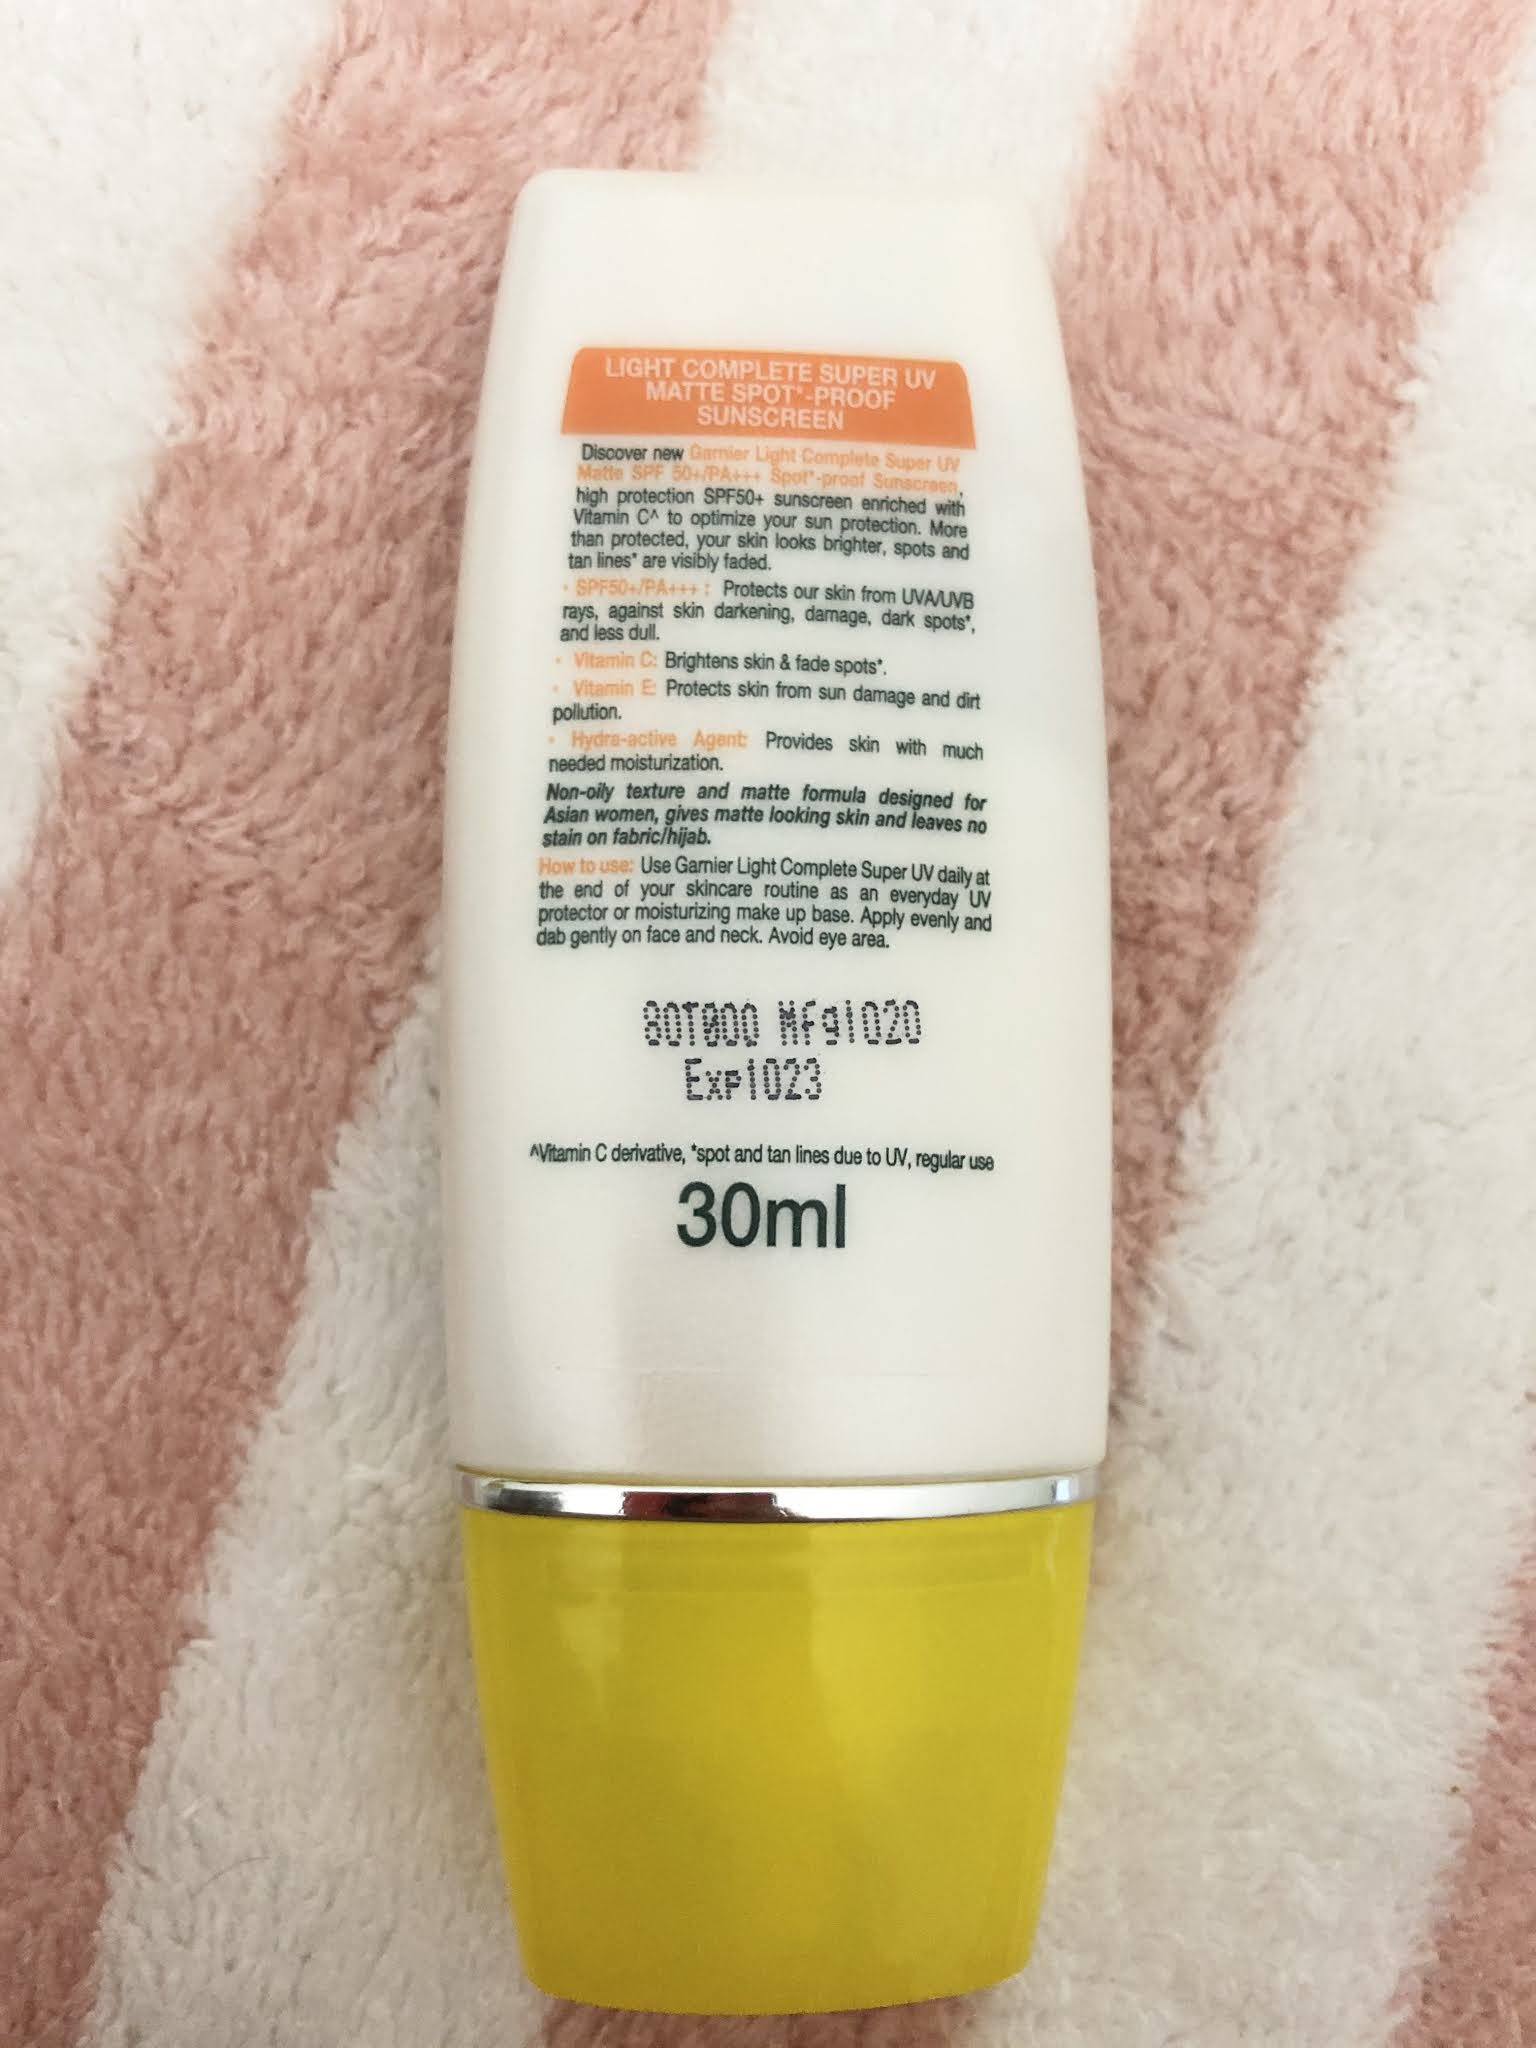 LIGHT COMPLETE SUPER UV
MATTE SPOT*-PROOF
SUNSCREEN
Discover new Garnier Light Complete Super UV
Matte SPF 50+/PA+++ Spot*-proof Sunscreen,
high protection SPF50+ sunscreen enriched with
Vitamin C^ to optimize your sun protection. More
than protected, your skin looks brighter, spots and
tan lines* are visibly faded.
• SPF50+/PA+++ : Protects our skin from UVA/UVB
rays, against skin darkening, damage, dark spots*,
and less dull.
• Vitamin C: Brightens skin & fade spots*.
• Vitamin E: Protects skin from sun damage and dirt
pollution.
• Hydra-active Agent: Provides skin with much
needed moisturization.
Non-oily texture and matte formula designed for
Asian women, gives matte looking skin and leaves no
stain on fabric/hijab.
How to use: Use Garnier Light Complete Super UV daily at
the end of your skincare routine as an everyday UV
protector or moisturizing make up base. Apply evenly and
dab gently on face and neck. Avoid eye area.
80T800 Mfg1020
Exp1023
^Vitamin C derivative, *spot and tan lines due to UV, regular use
30ml